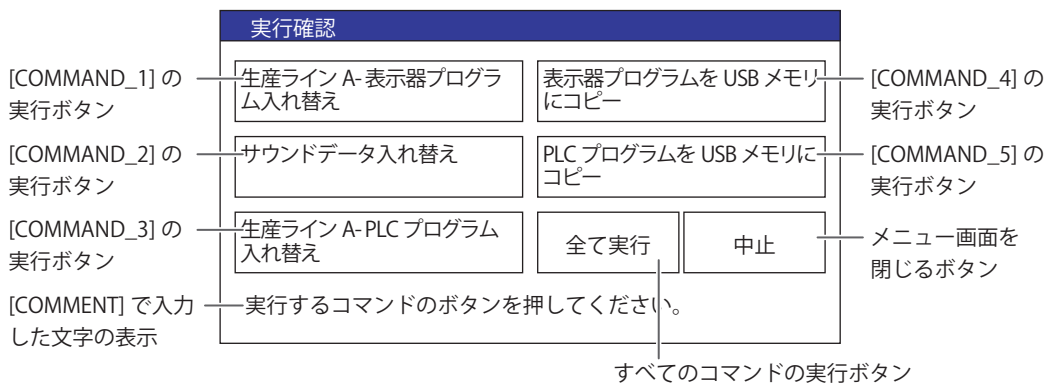 実行確認
[COMMAND_1] の
実行ボタン
生産ライン A- 表示器プログラ
ム入れ替え
表示器プログラムを USB メモリ
にコピー
[COMMAND_4] の
実行ボタン
[COMMAND_2] の
実行ボタン
サウンドデータ入れ替え
PLC プログラムを USB メモリに
コピー
[COMMAND_5] の
実行ボタン
[COMMAND_3] の
実行ボタン
生産ライン A- PLC プログラム
入れ替え
全て実行
中止
メニュー画面を
閉じるボタン
[COMMENT] で入力
した文字の表示
実行するコマンドのボタンを押してください。
すべてのコマンドの実行ボタン